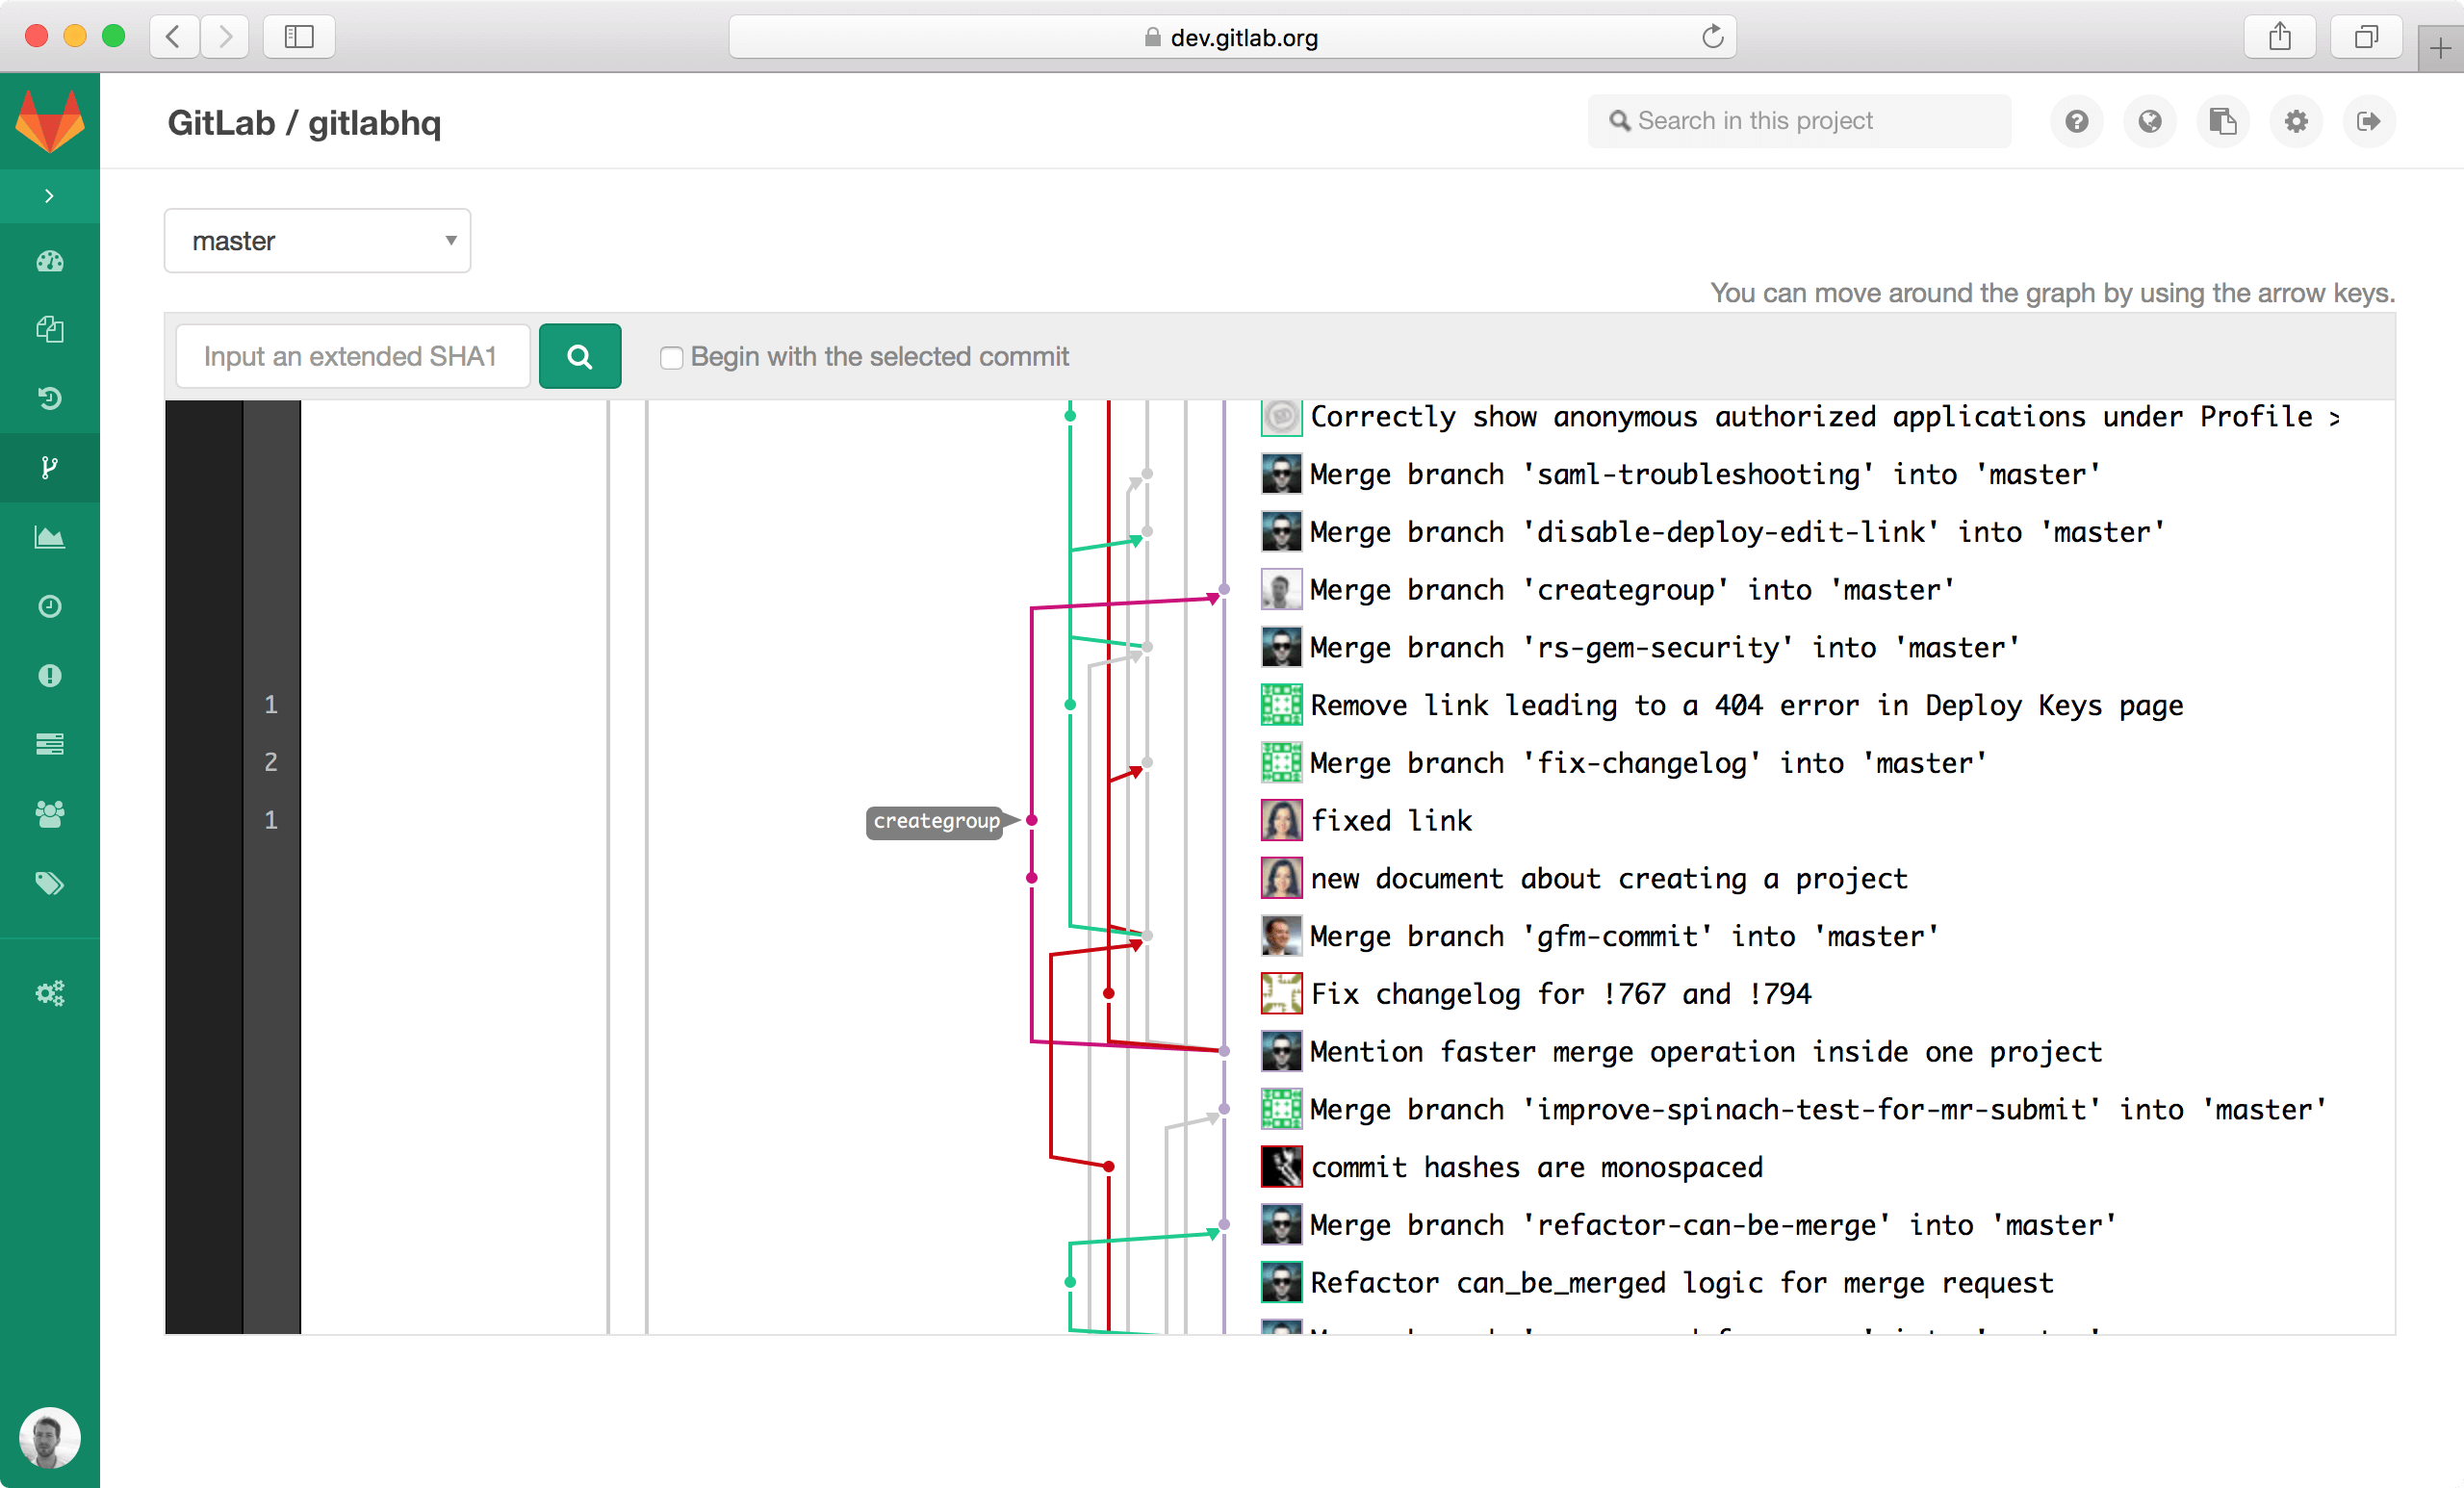 dev.gitlab.org
GitLab / gitlabhq
Search in this project
master
You can move around the graph by using the arrow keys.
Input an extended SHA1
Begin with the selected commit
Correctly show anonymous authorized applications under Profile >
Merge branch 'saml-troubleshooting' into 'master'
Merge branch 'disable-deploy-edit-link' into 'master'
Merge branch 'creategroup' into 'master'
Merge branch 'rs-gem-security' into 'master'
1
Remove link leading to a 404 error in Deploy Keys page
2
Merge branch 'fix-changelog' into 'master'
1
creategroup
fixed link
new document about creating a project
Merge branch 'gfm-commit' into 'master'
Fix changelog for !767 and !794
Mention faster merge operation inside one project
Merge branch 'improve-spinach-test-for-mr-submit' into 'master'
commit hashes are monospaced
Merge branch 'refactor-can-be-merge' into 'master'
Refactor can_be_merged logic for merge request